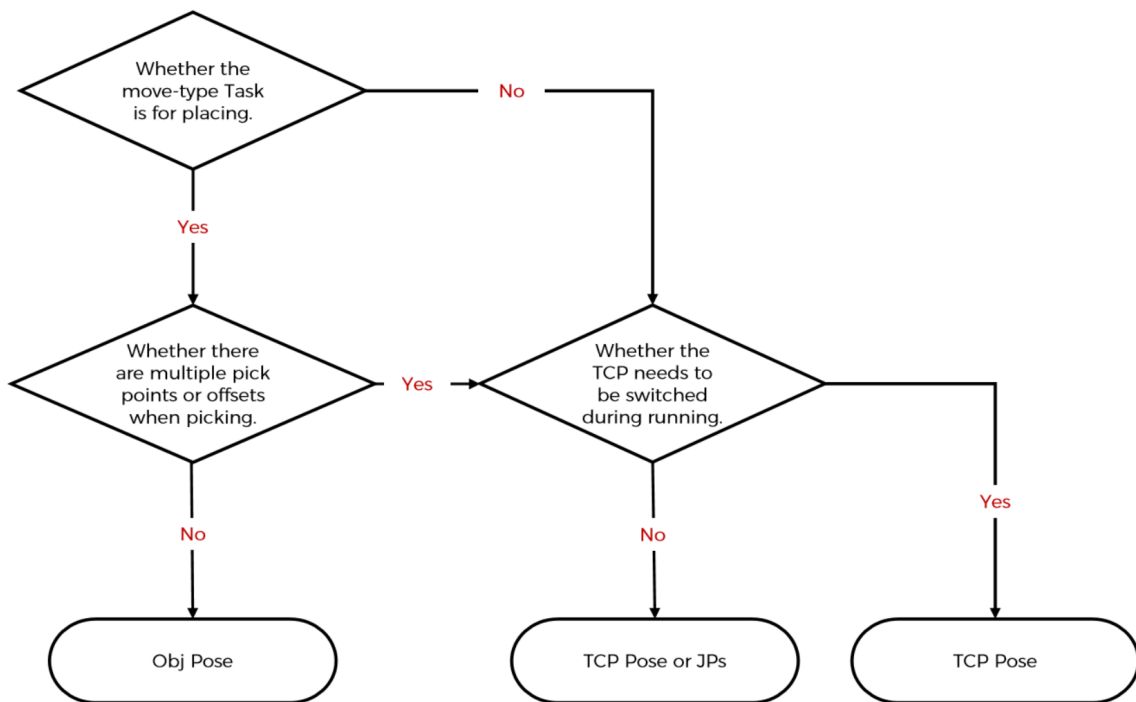 Whether the
move-type Task
is for placing.
No
Yes
Whether there
are multiple pick
points or offsets
when picking.
Yes
Whether the
TCP needs to
be switched
during running.
No
No
Yes
Obj Pose
TCP Pose or JPs
TCP Pose